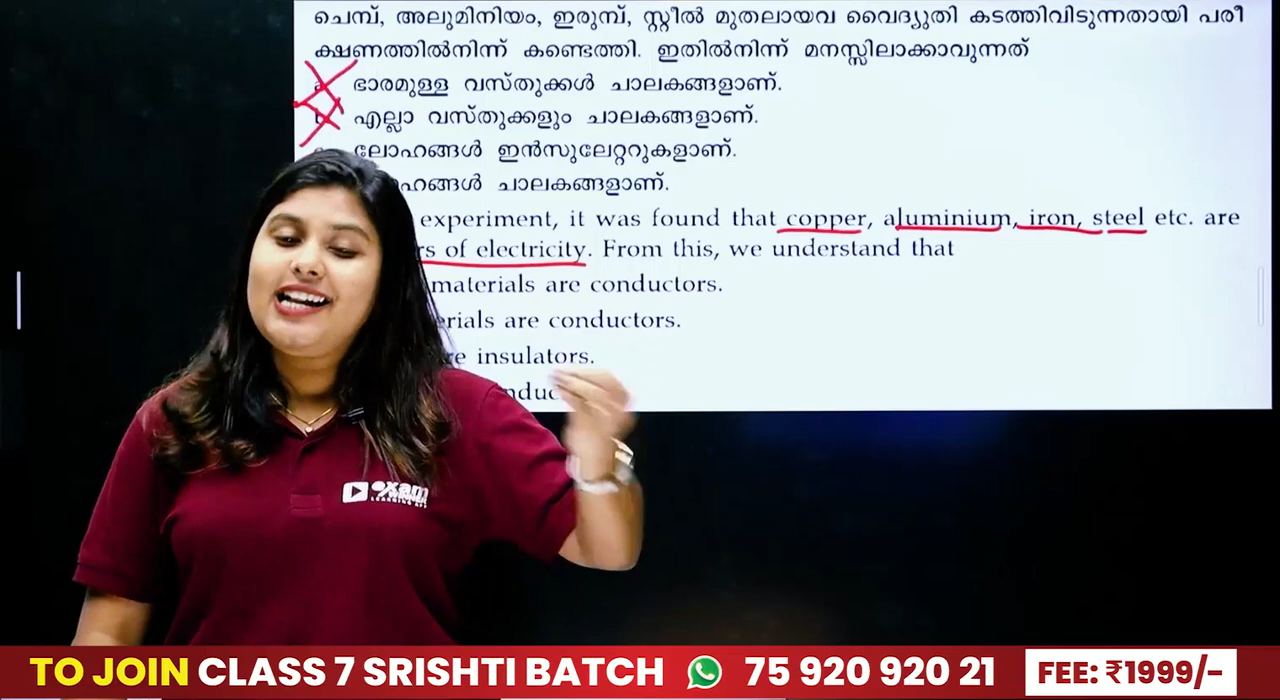 ചെമ്പ്, അലുമിനിയം, ഇരുമ്പ്, സ്റ്റീൽ മുതലായവ വൈദ്യുതി കടത്തിവിടുന്നതായി പരീ
ക്ഷണത്തിൽനിന്ന് കണ്ടെത്തി. ഇതിൽനിന്ന് മനസ്സിലാക്കാവുന്നത്
ഭാരമുള്ള വസ്തുക്കൾ ചാലകങ്ങളാണ്.
എല്ലാ വസ്തുക്കളും ചാലകങ്ങളാണ്.
ലോഹങ്ങൾ ഇൻസുലേറ്ററുകളാണ്.
ചാലകങ്ങളാണ്.
experiment, it was found that copper, aluminium, iron, steel etc. are
of electricity. From this, we understand that
materials are conductors.
are conductors.
insulators.
exam
LEARNING APP
TO JOIN CLASS 7 SRISHTI BATCH 75 920 920 21 FEE: ₹1999/-